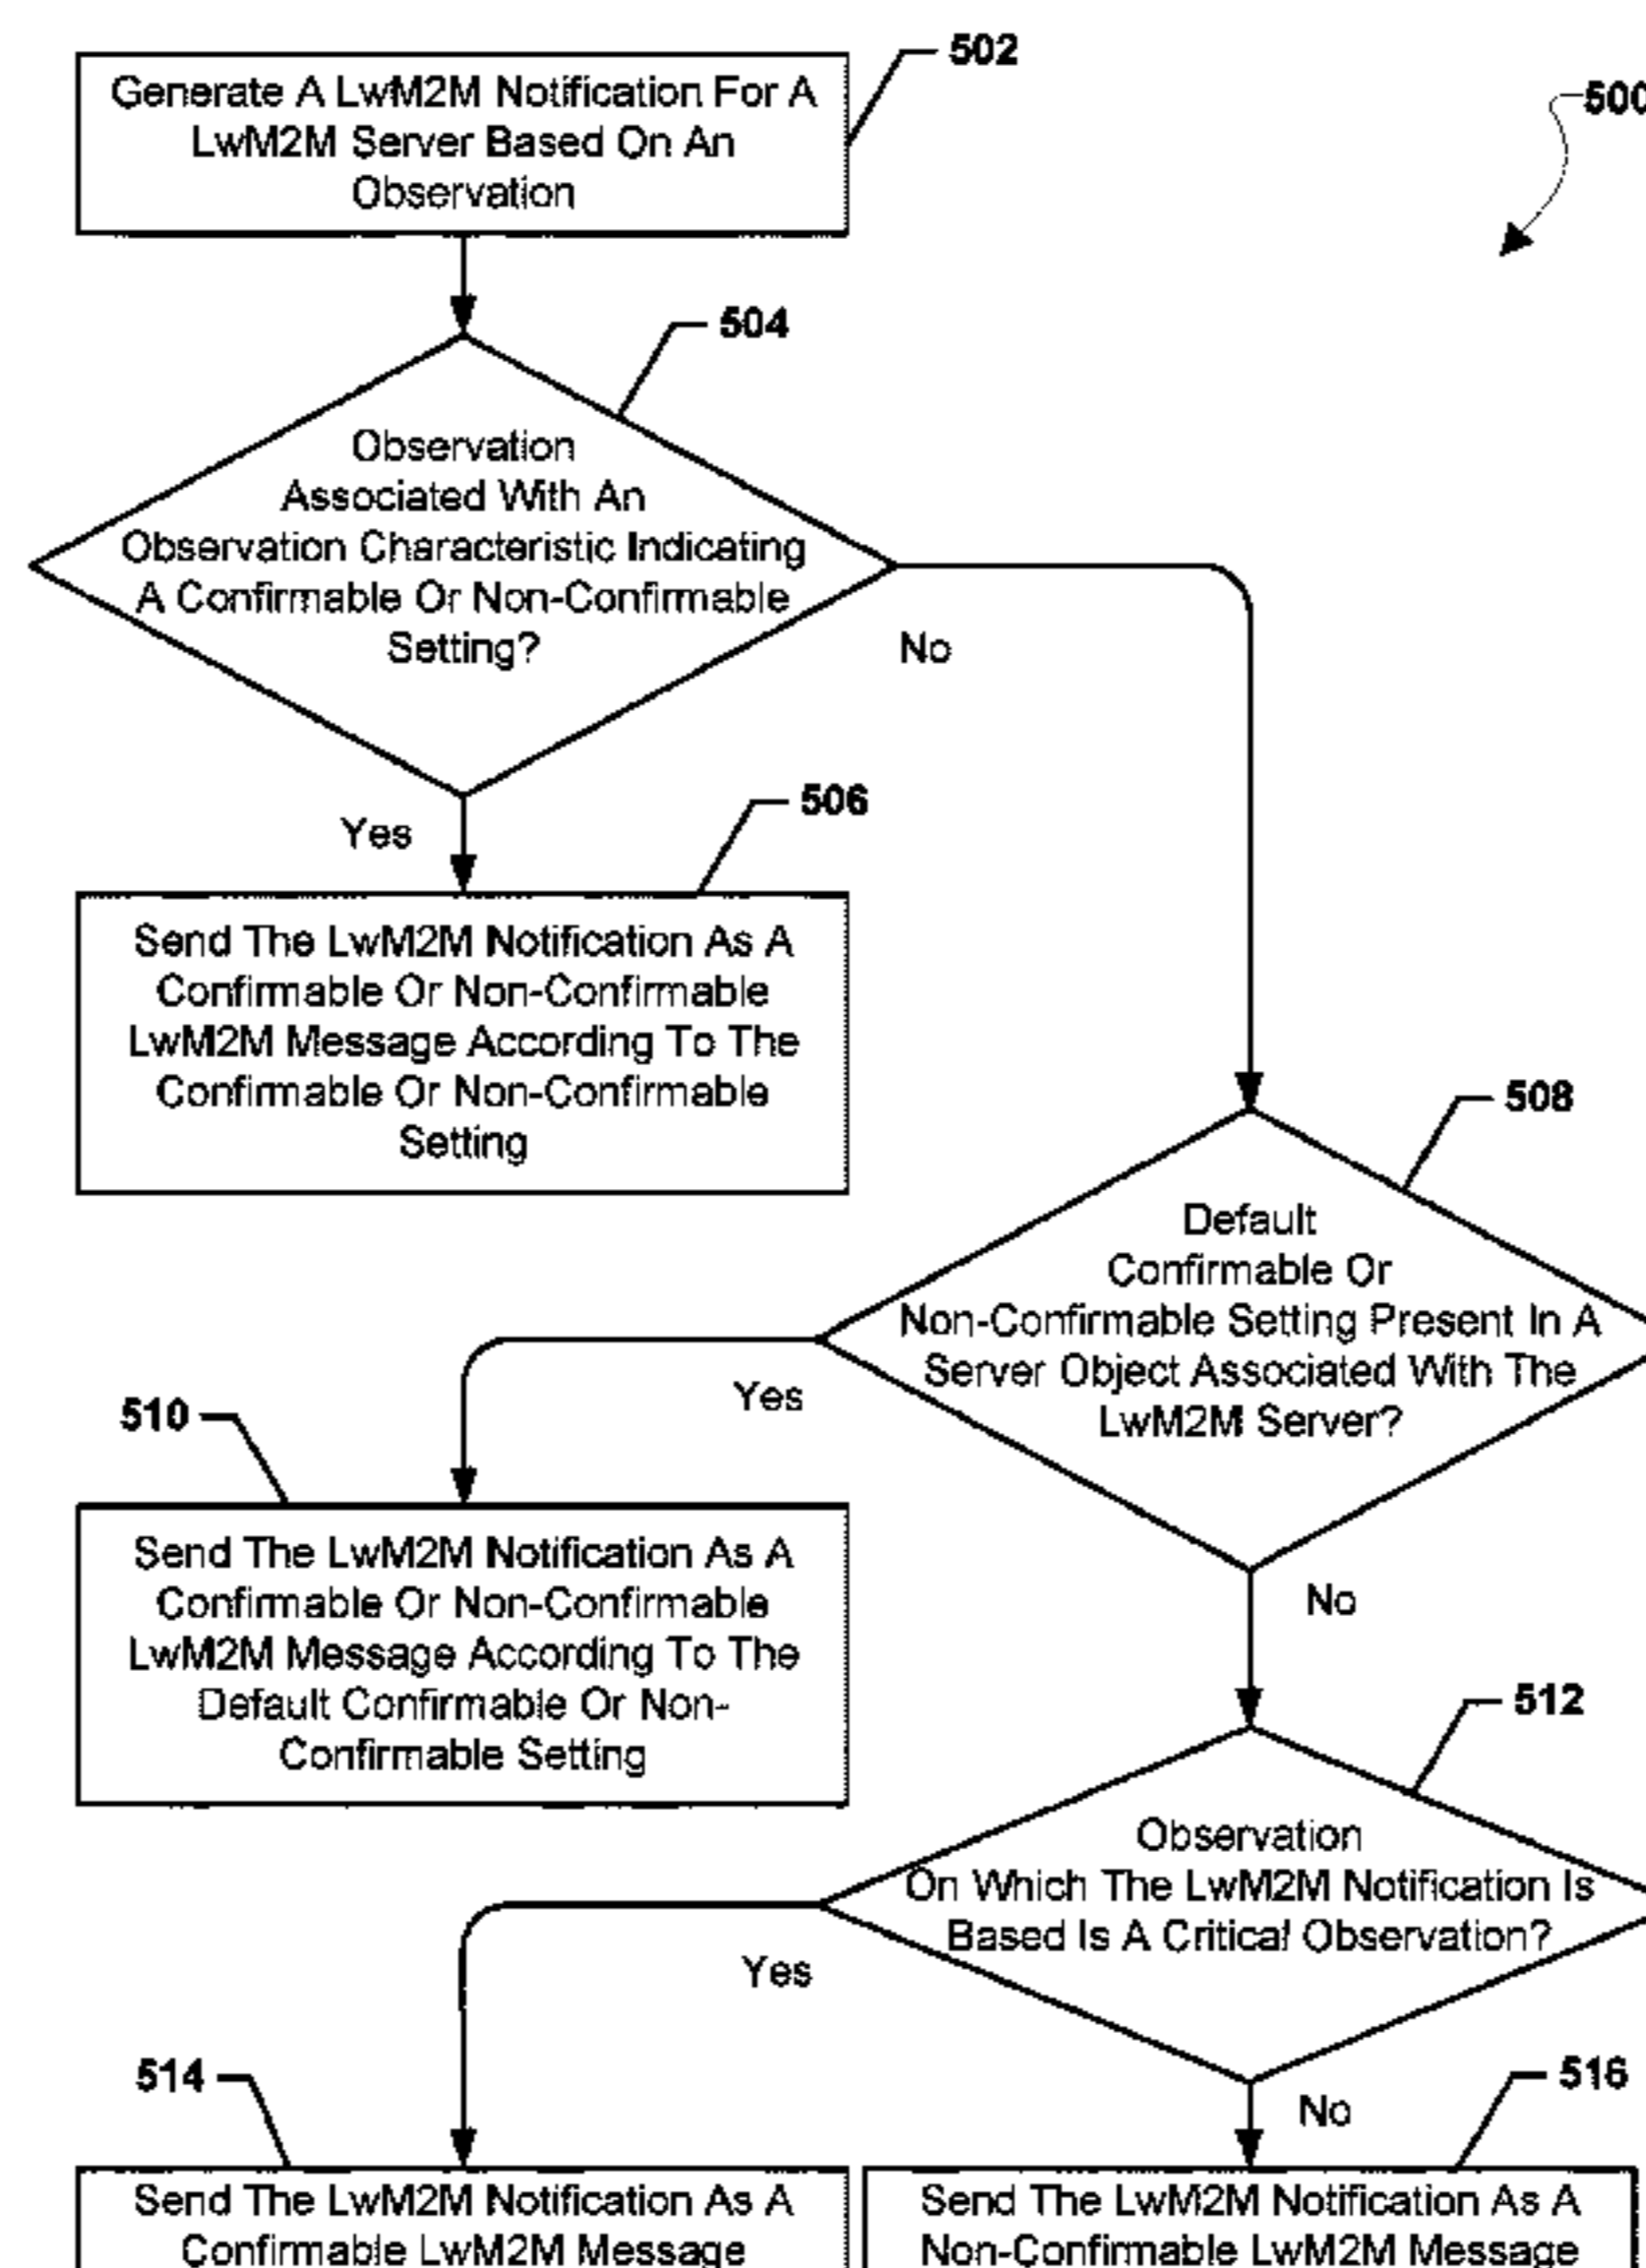 502
Generate A LwM2M Notification For A
LwM2M Server Based On An
Observation
500
504
Observation
Associated With An
Observation Characteristic Indicating
A Confirmable Or Non-Confirmable
Setting?
No
Yes
506
Send The LwM2M Notification As A
Confirmable Or Non-Confirmable
LwM2M Message According To The
Confirmable Or Non-Confirmable
Setting
508
Default
Confirmable Or
Non-Confirmable Setting Present In A
Server Object Associated With The
LwM2M Server?
Yes
No
510
Send The LwM2M Notification As A
Confirmable Or Non-Confirmable
LwM2M Message According To The
Default Confirmable Or Non-
Confirmable Setting
512
Observation
On Which The LwM2M Notification Is
Based Is A Critical Observation?
Yes
No
514
Send The LwM2M Notification As A
Confirmable LwM2M Message
516
Send The LwM2M Notification As A
Non-Confirmable LwM2M Message